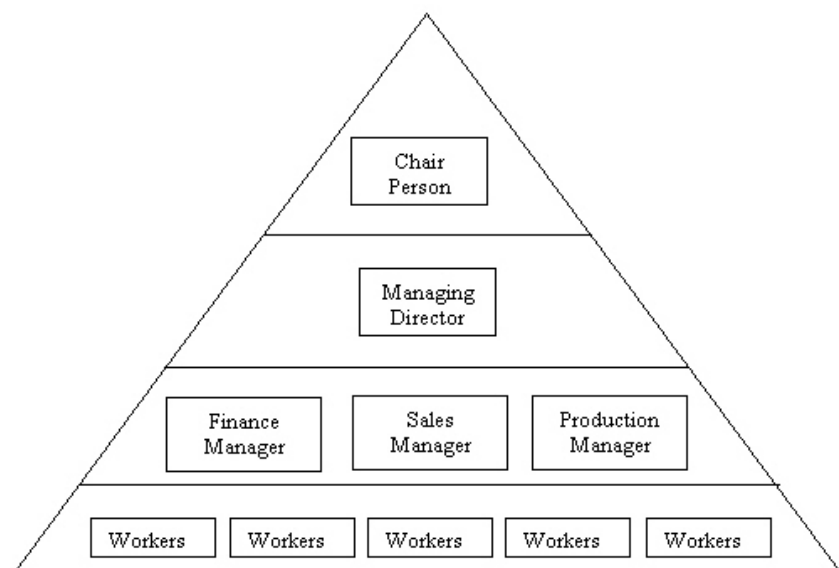 Chair
Person
Managing
Director
Finance
Manager
Sales
Manager
Production
Manager
Workers
Workers
Workers
Workers
Workers